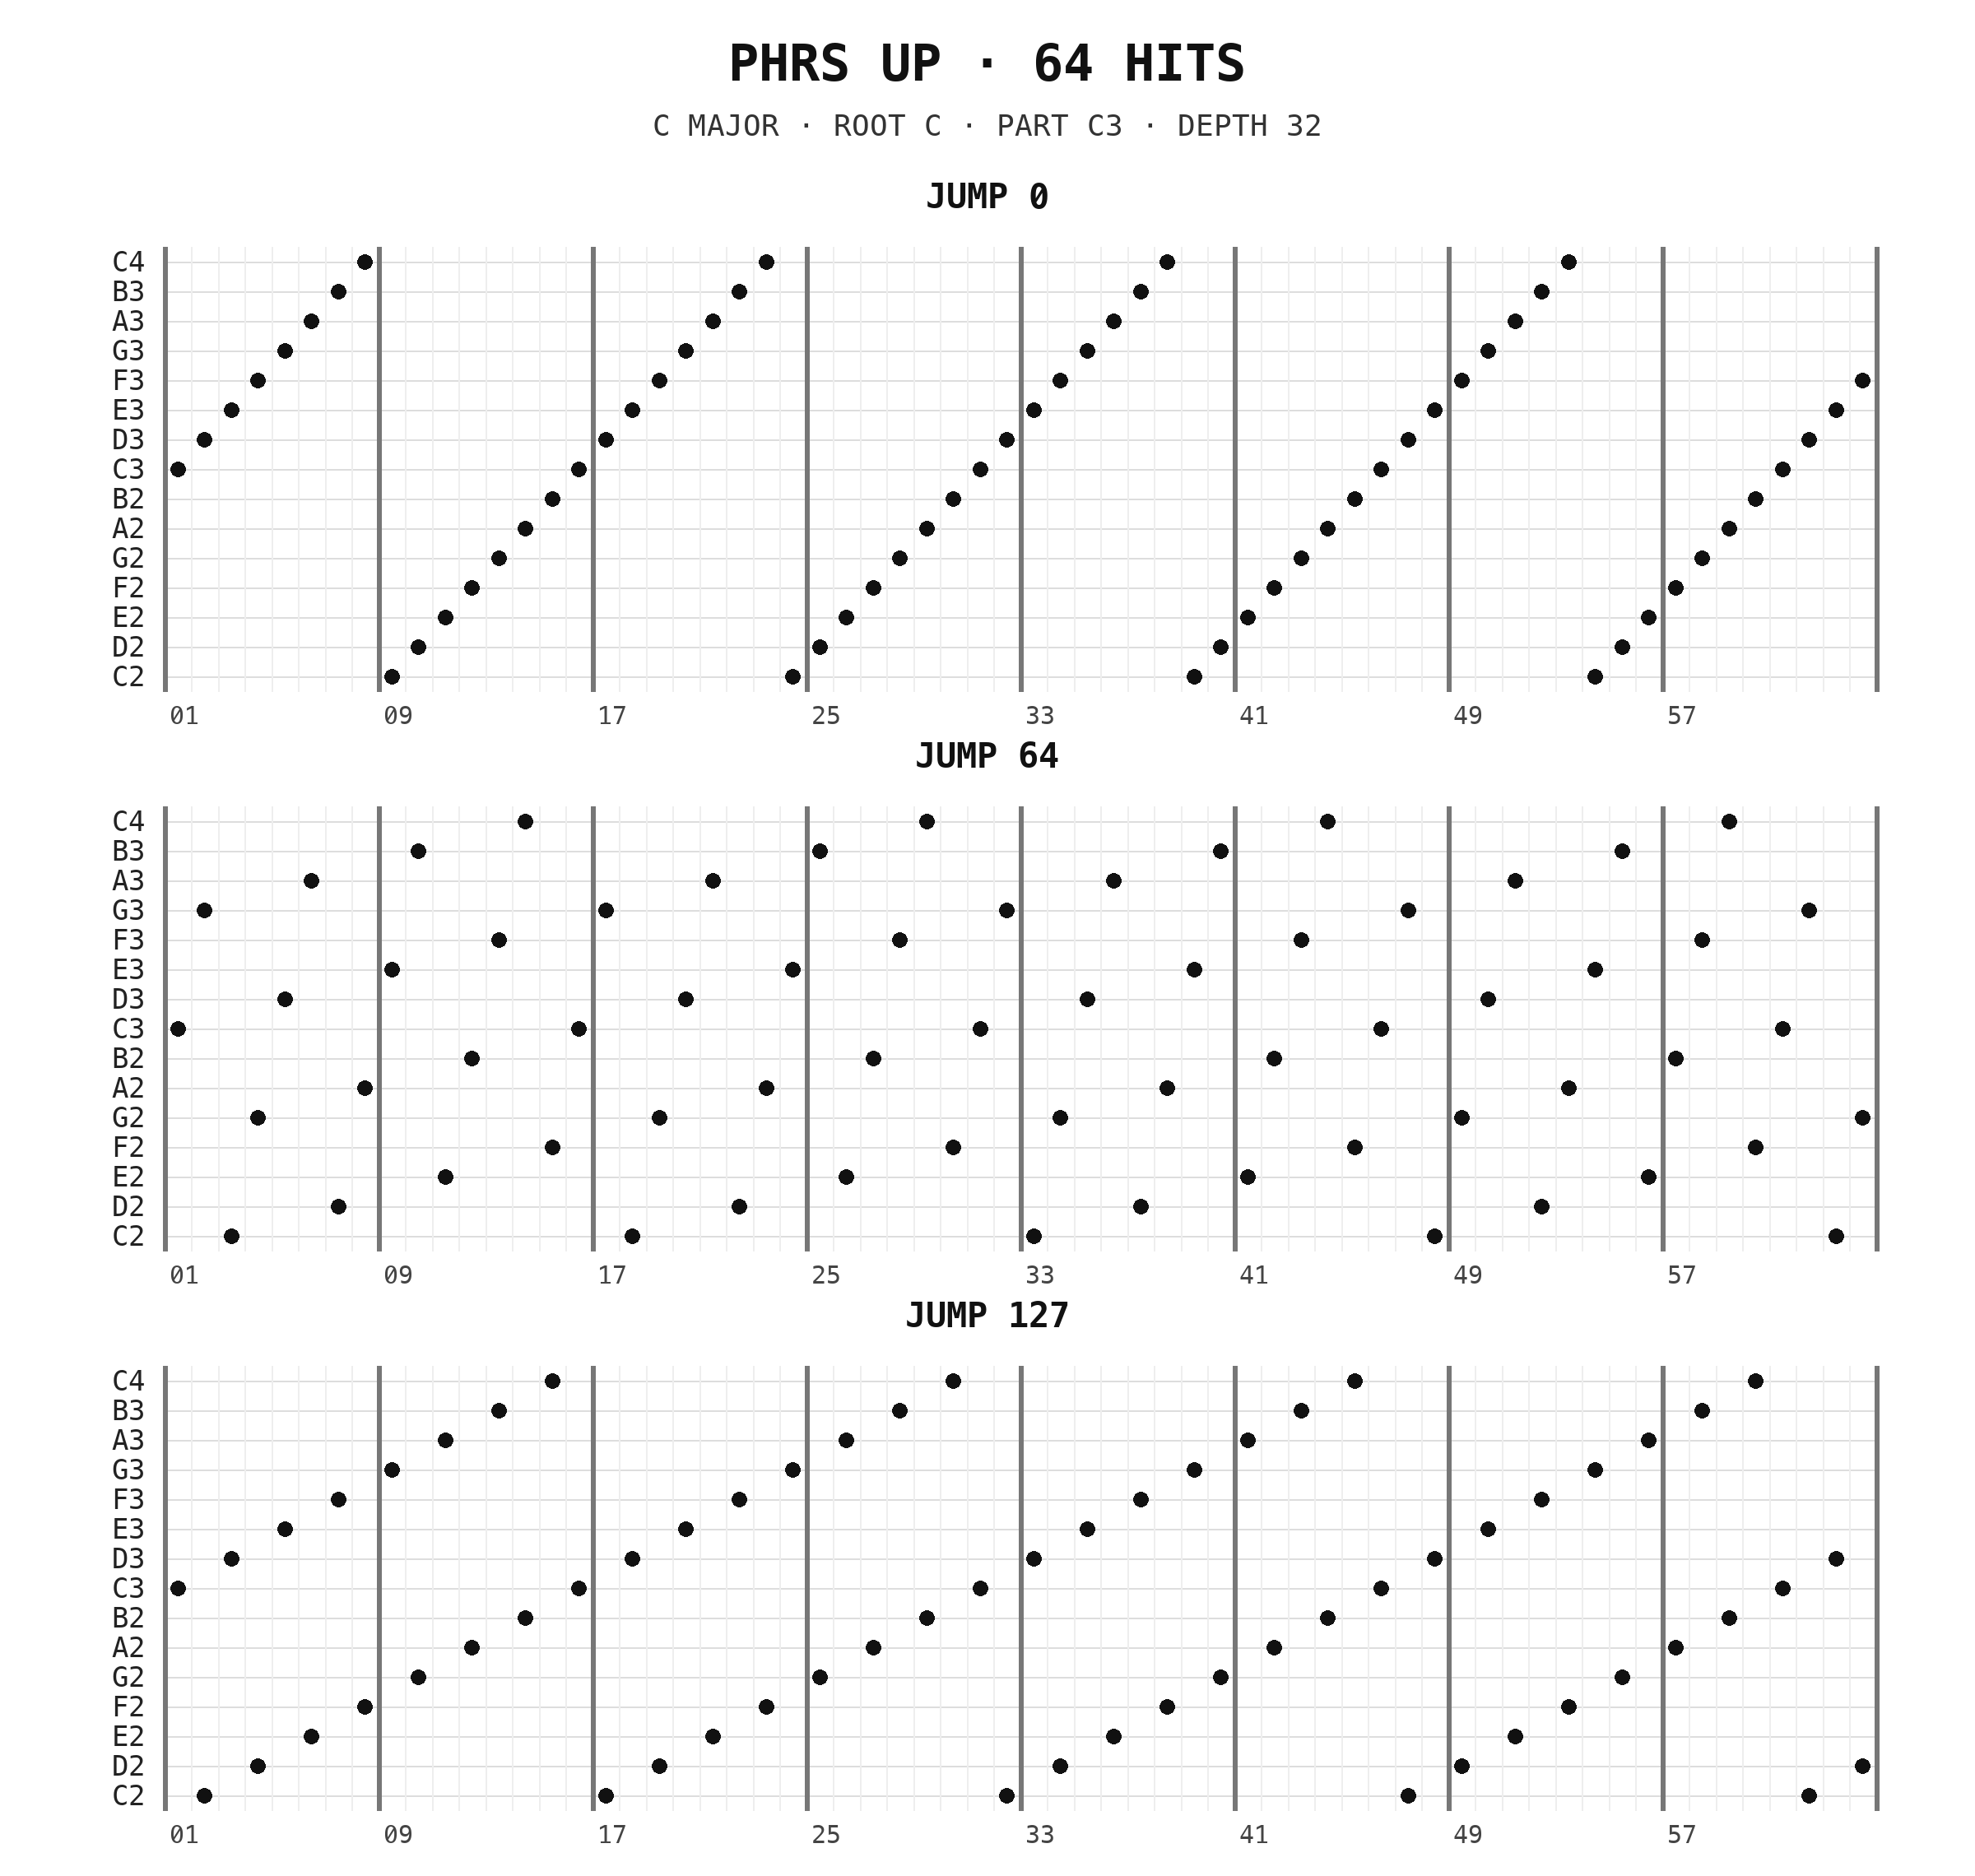 PHRS UP · 64 HITS
C MAJOR · ROOT C · PART C3 · DEPTH 32
JUMP 0
C4
B3
A3
G3
F3
E3
D3
C3
B2
A2
G2
F2
E2
D2
C2
01 09 17 25 33 41 49 57
JUMP 64
C4
B3
A3
G3
F3
E3
D3
C3
B2
A2
G2
F2
E2
D2
C2
01 09 17 25 33 41 49 57
JUMP 127
C4
B3
A3
G3
F3
E3
D3
C3
B2
A2
G2
F2
E2
D2
C2
01 09 17 25 33 41 49 57